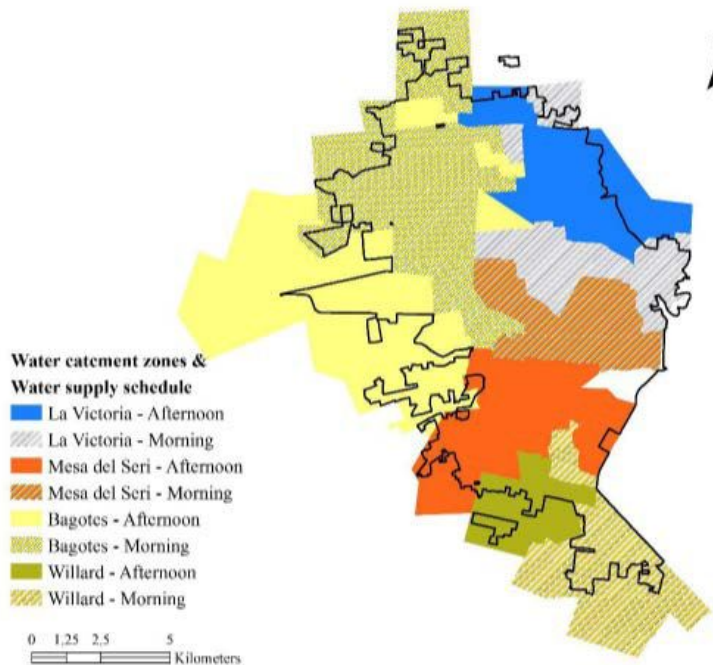 Water catcment zones &
Water supply schedule
La Victoria - Afternoon
La Victoria - Morning
Mesa del Seri - Afternoon
Mesa del Seri - Morning
Bagotes - Afternoon
Bagotes - Morning
Willard - Afternoon
Willard - Morning
0 1,25 2,5 5
Kilometers